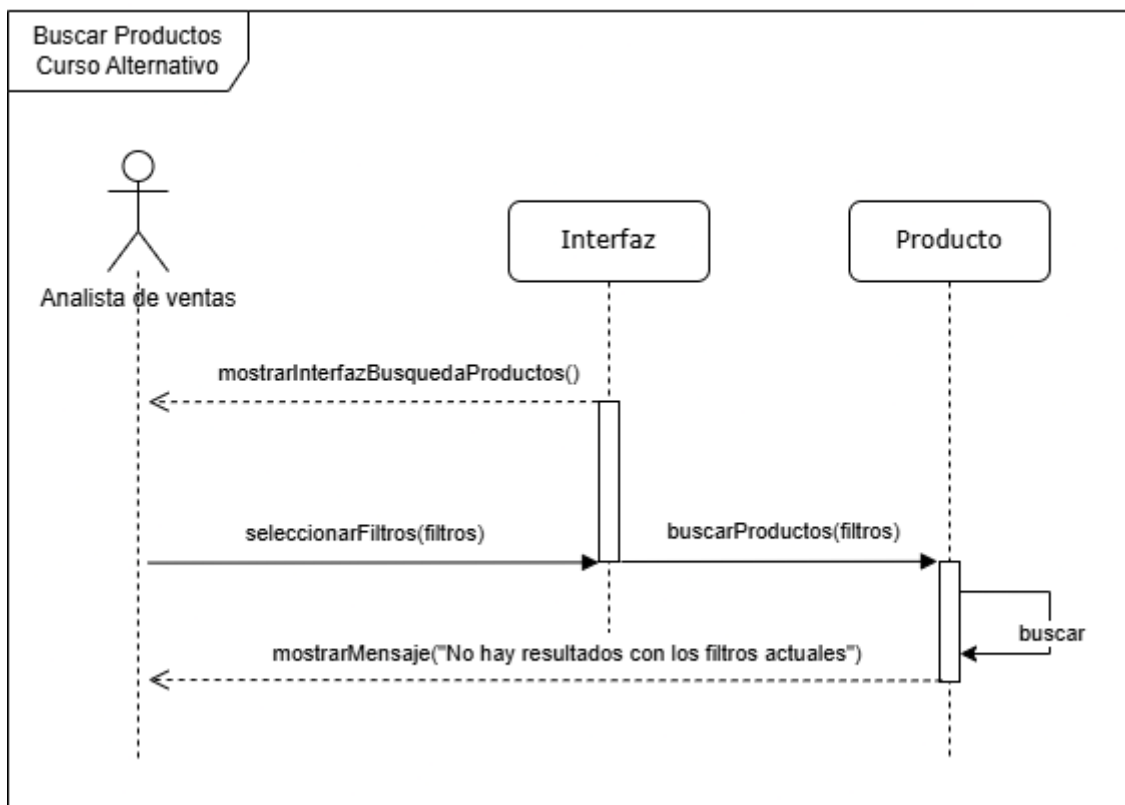 Buscar Productos
Curso Alternativo
Interfaz
Producto
Analista de ventas
mostrarInterfazBusquedaProductos()
seleccionarFiltros(filtros)
buscarProductos(filtros)
buscar
mostrarMensaje("No hay resultados con los filtros actuales")